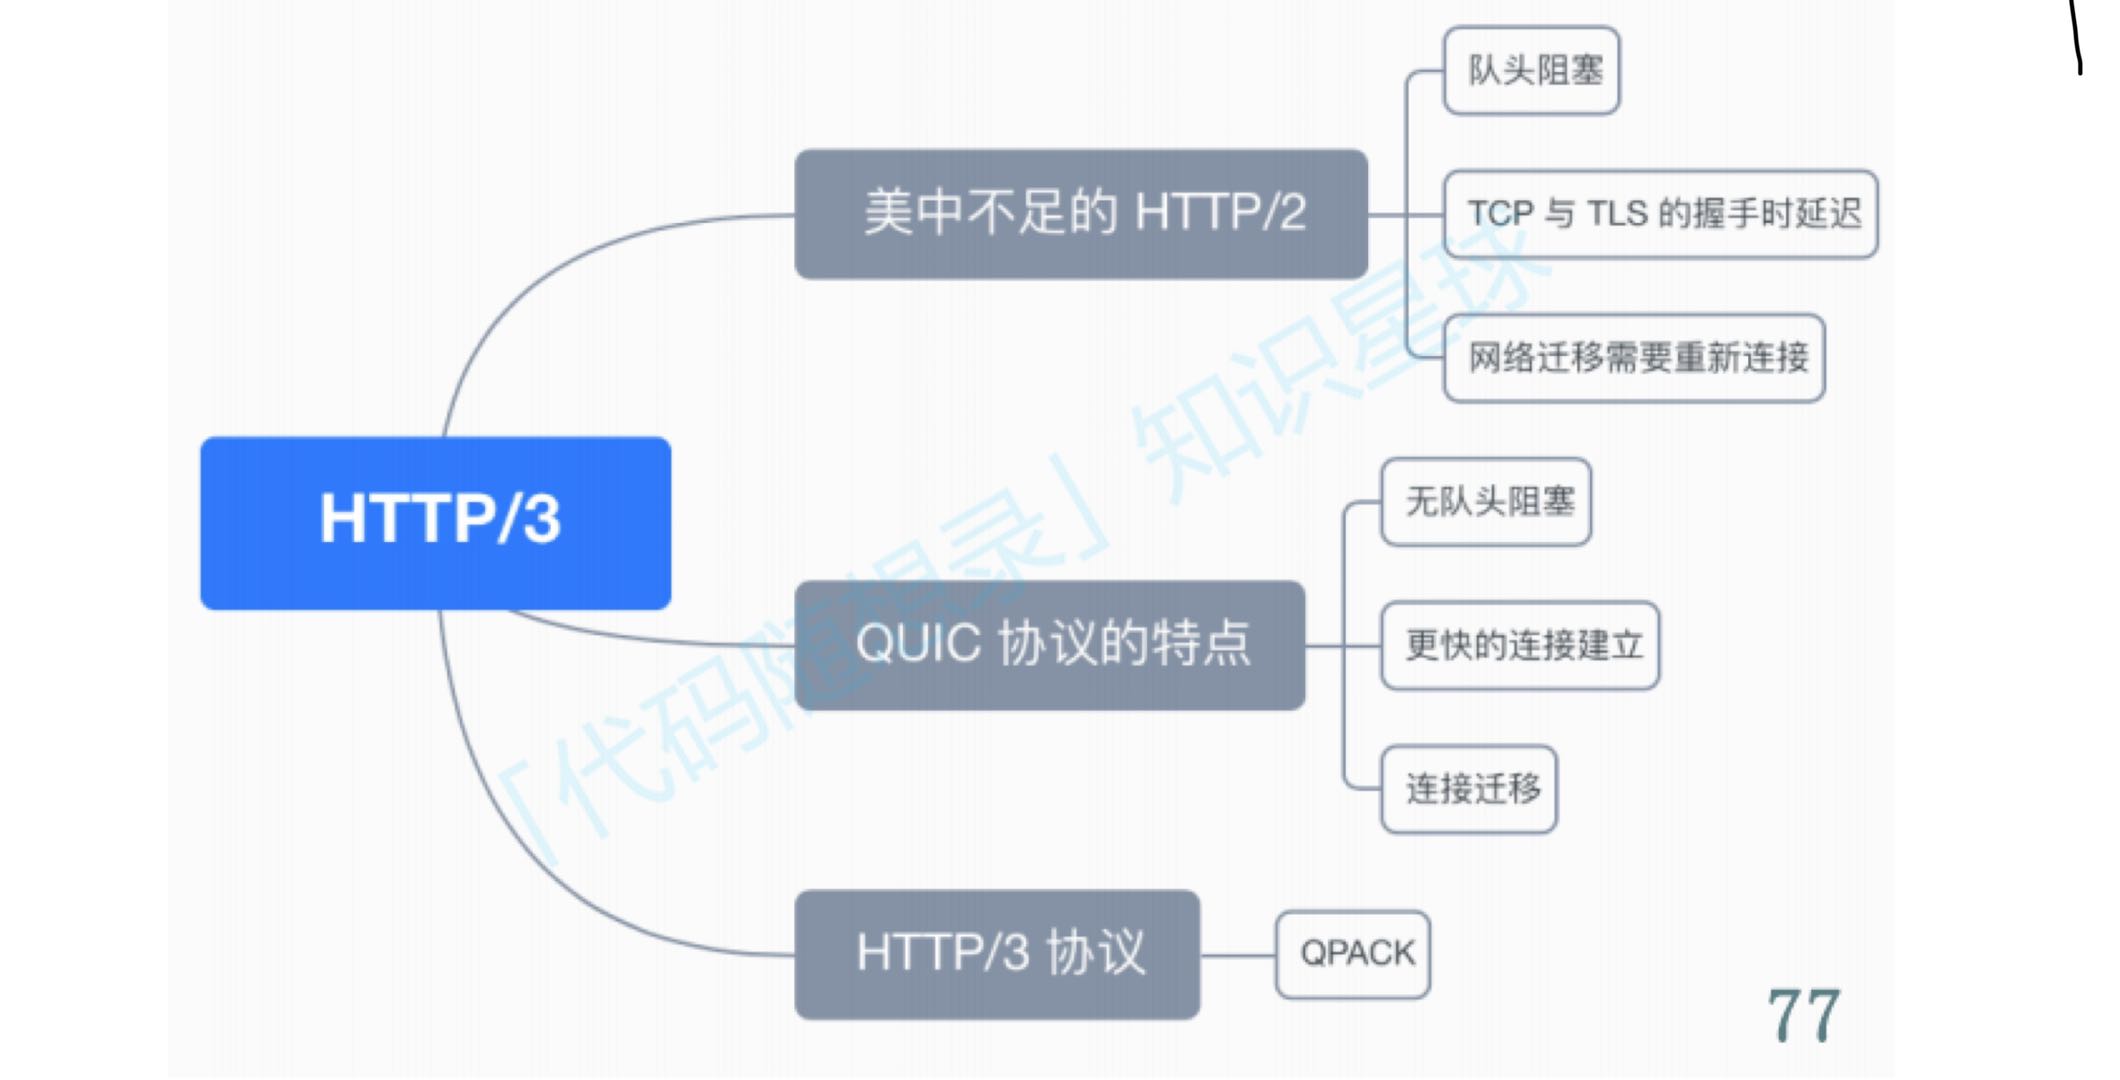 队头阻塞
美中不足的 HTTP/2
TCP 与 TLS 的握手时延迟
网络迁移需要重新连接
HTTP/3
无队头阻塞
QUIC 协议的特点
更快的连接建立
连接迁移
HTTP/3 协议
QPACK
「代码随想录」知识星球
77